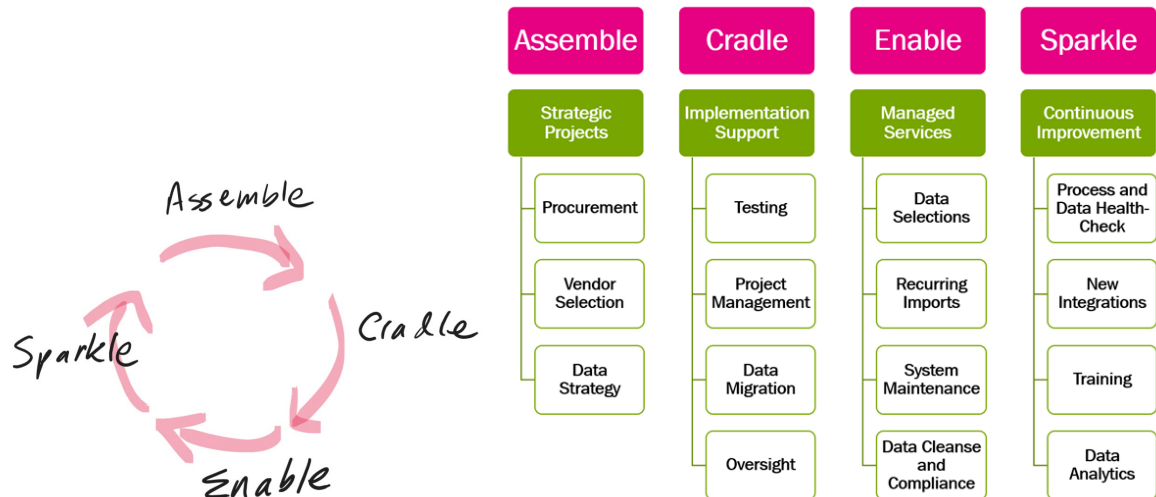 Assemble
Cradle
Enable
Sparkle
Assemble
Strategic
Projects
Procurement
Vendor
Selection
Data
Strategy
Cradle
Implementation
Support
Testing
Project
Management
Data
Migration
Oversight
Enable
Managed
Services
Data
Selections
Recurring
Imports
System
Maintenance
Data Cleanse
and
Compliance
Sparkle
Continuous
Improvement
Process and
Data Health-
Check
New
Integrations
Training
Data
Analytics